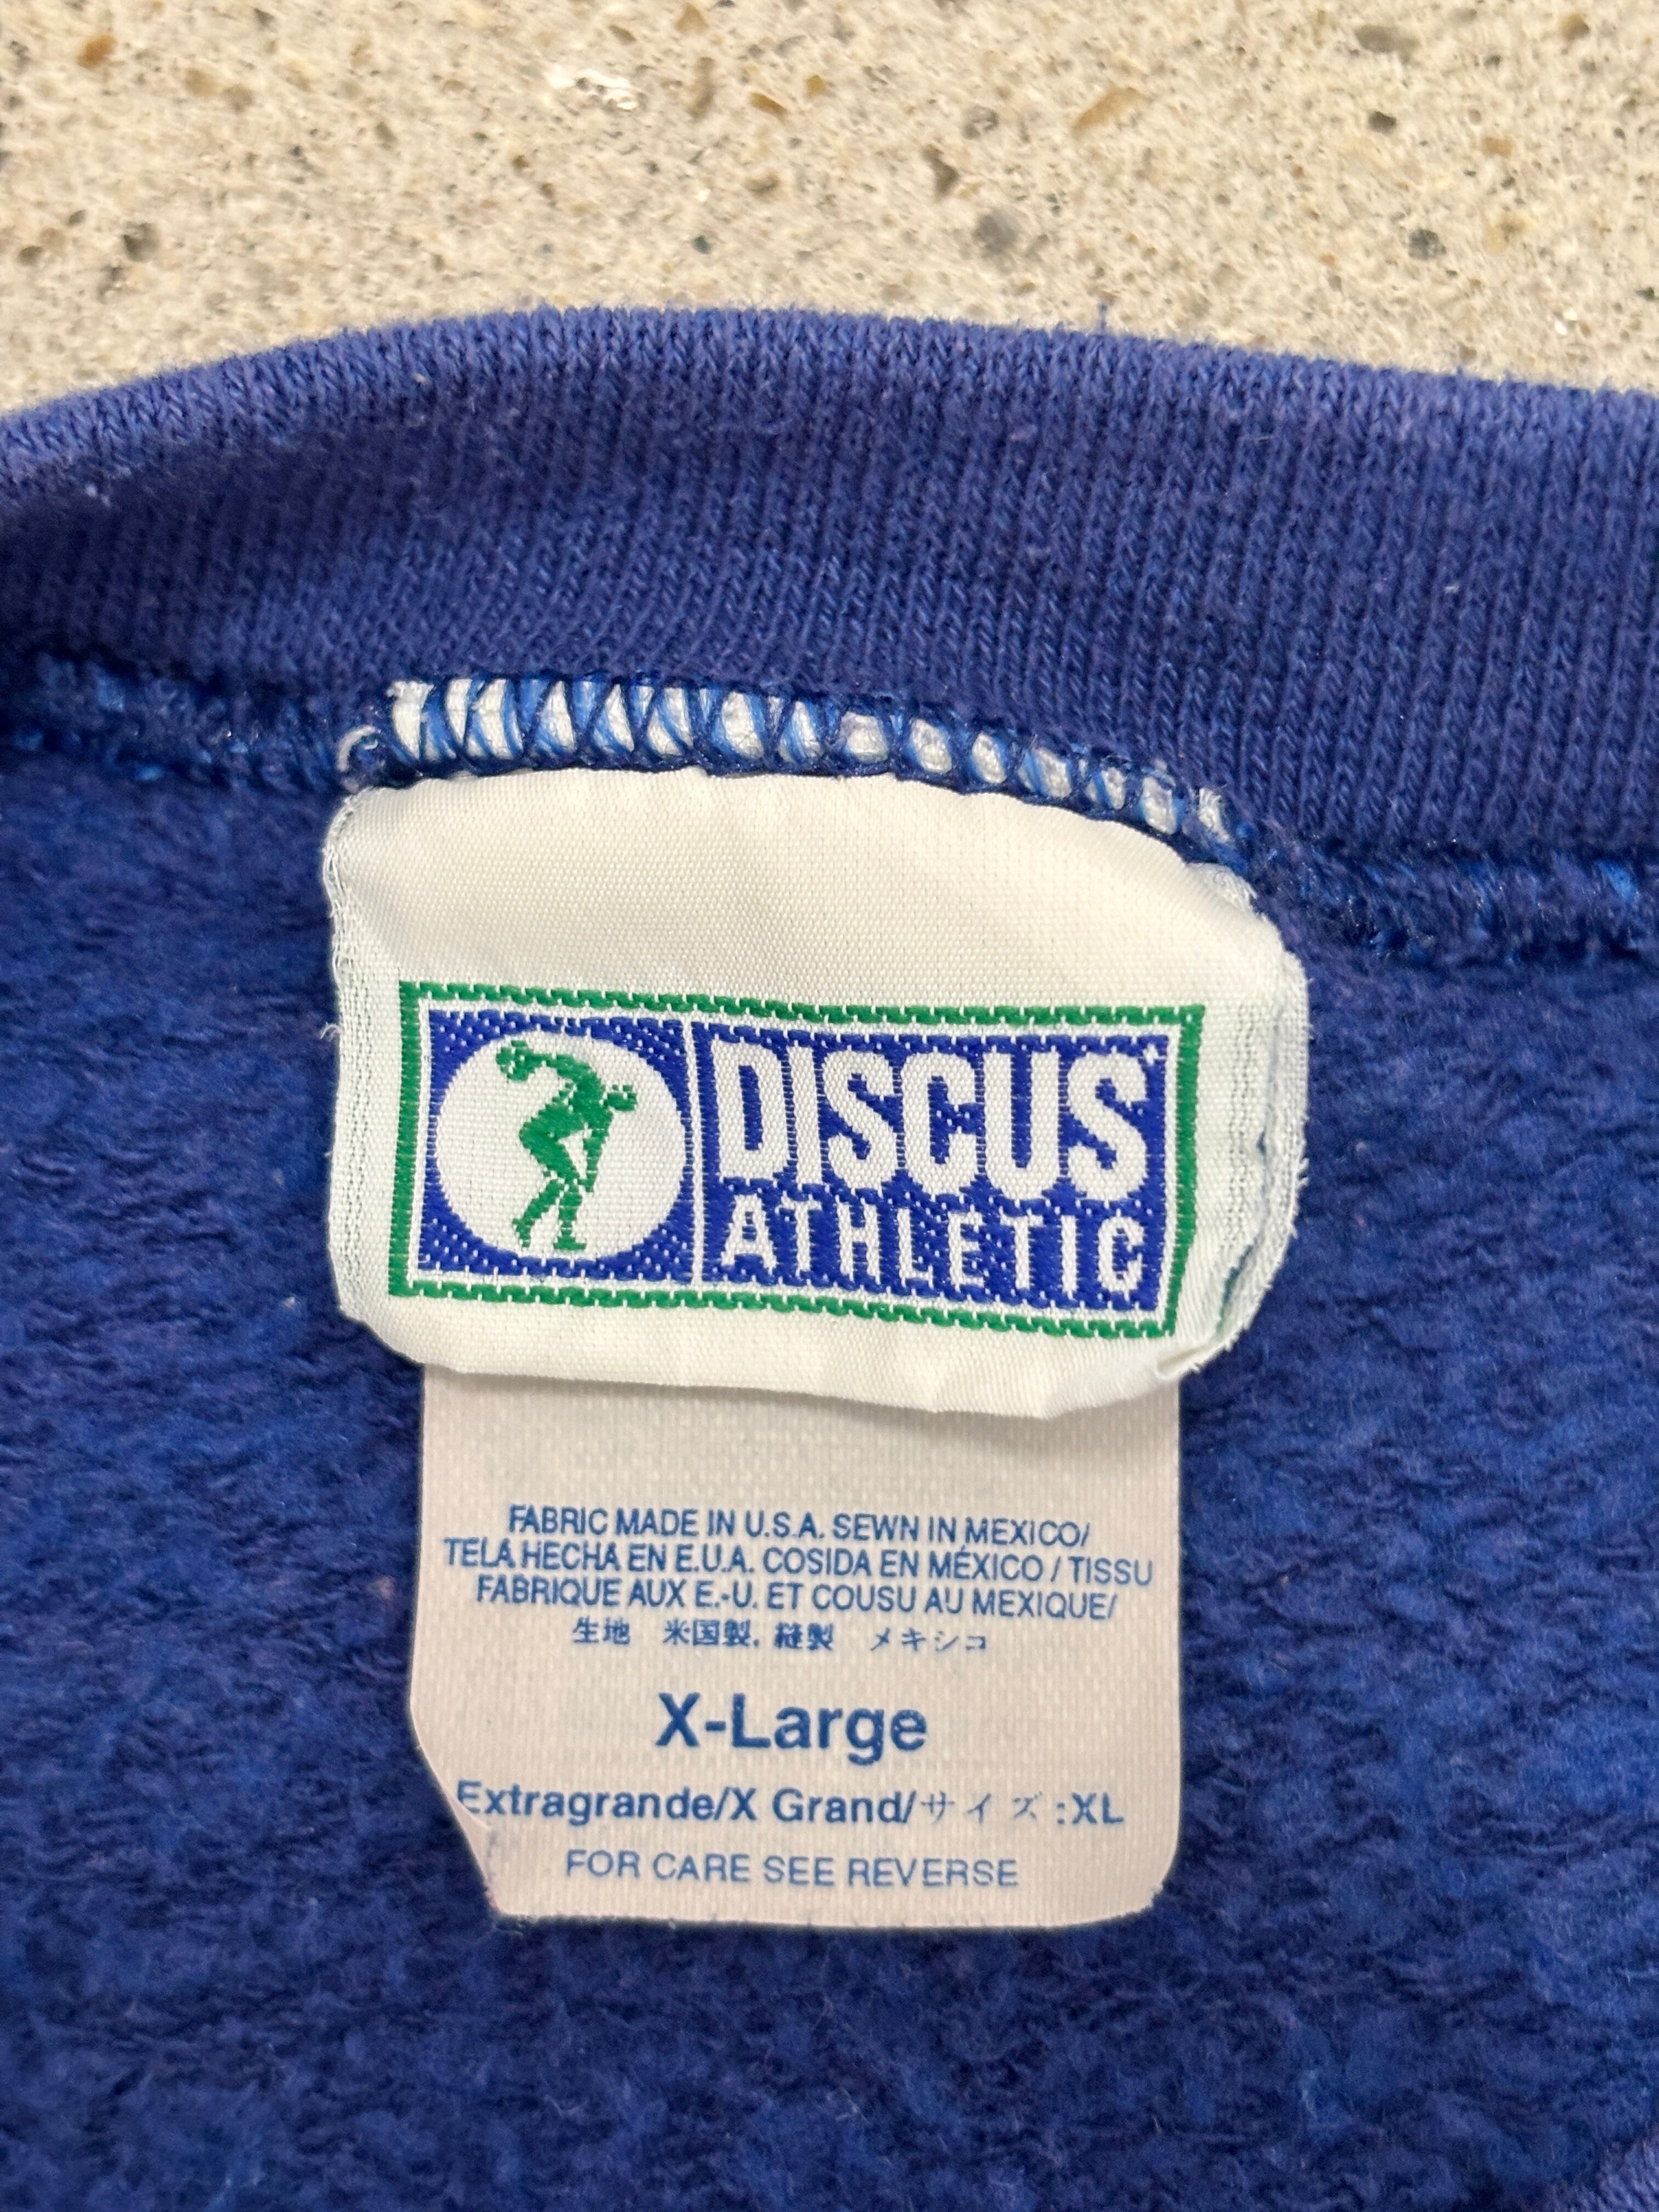 DISCUS
ATHLETIC
FABRIC MADE IN U.S.A. SEWN IN MEXICO/
TELA HECHA EN E.U.A. COSIDA EN MÉXICO / TISSU
FABRIQUE AUX E.-U. ET COUSU AU MEXIQUE/
生地 米国製, 縫製 メキシコ
X-Large
Extragrande/X Grand/サイズ:XL
FOR CARE SEE REVERSE